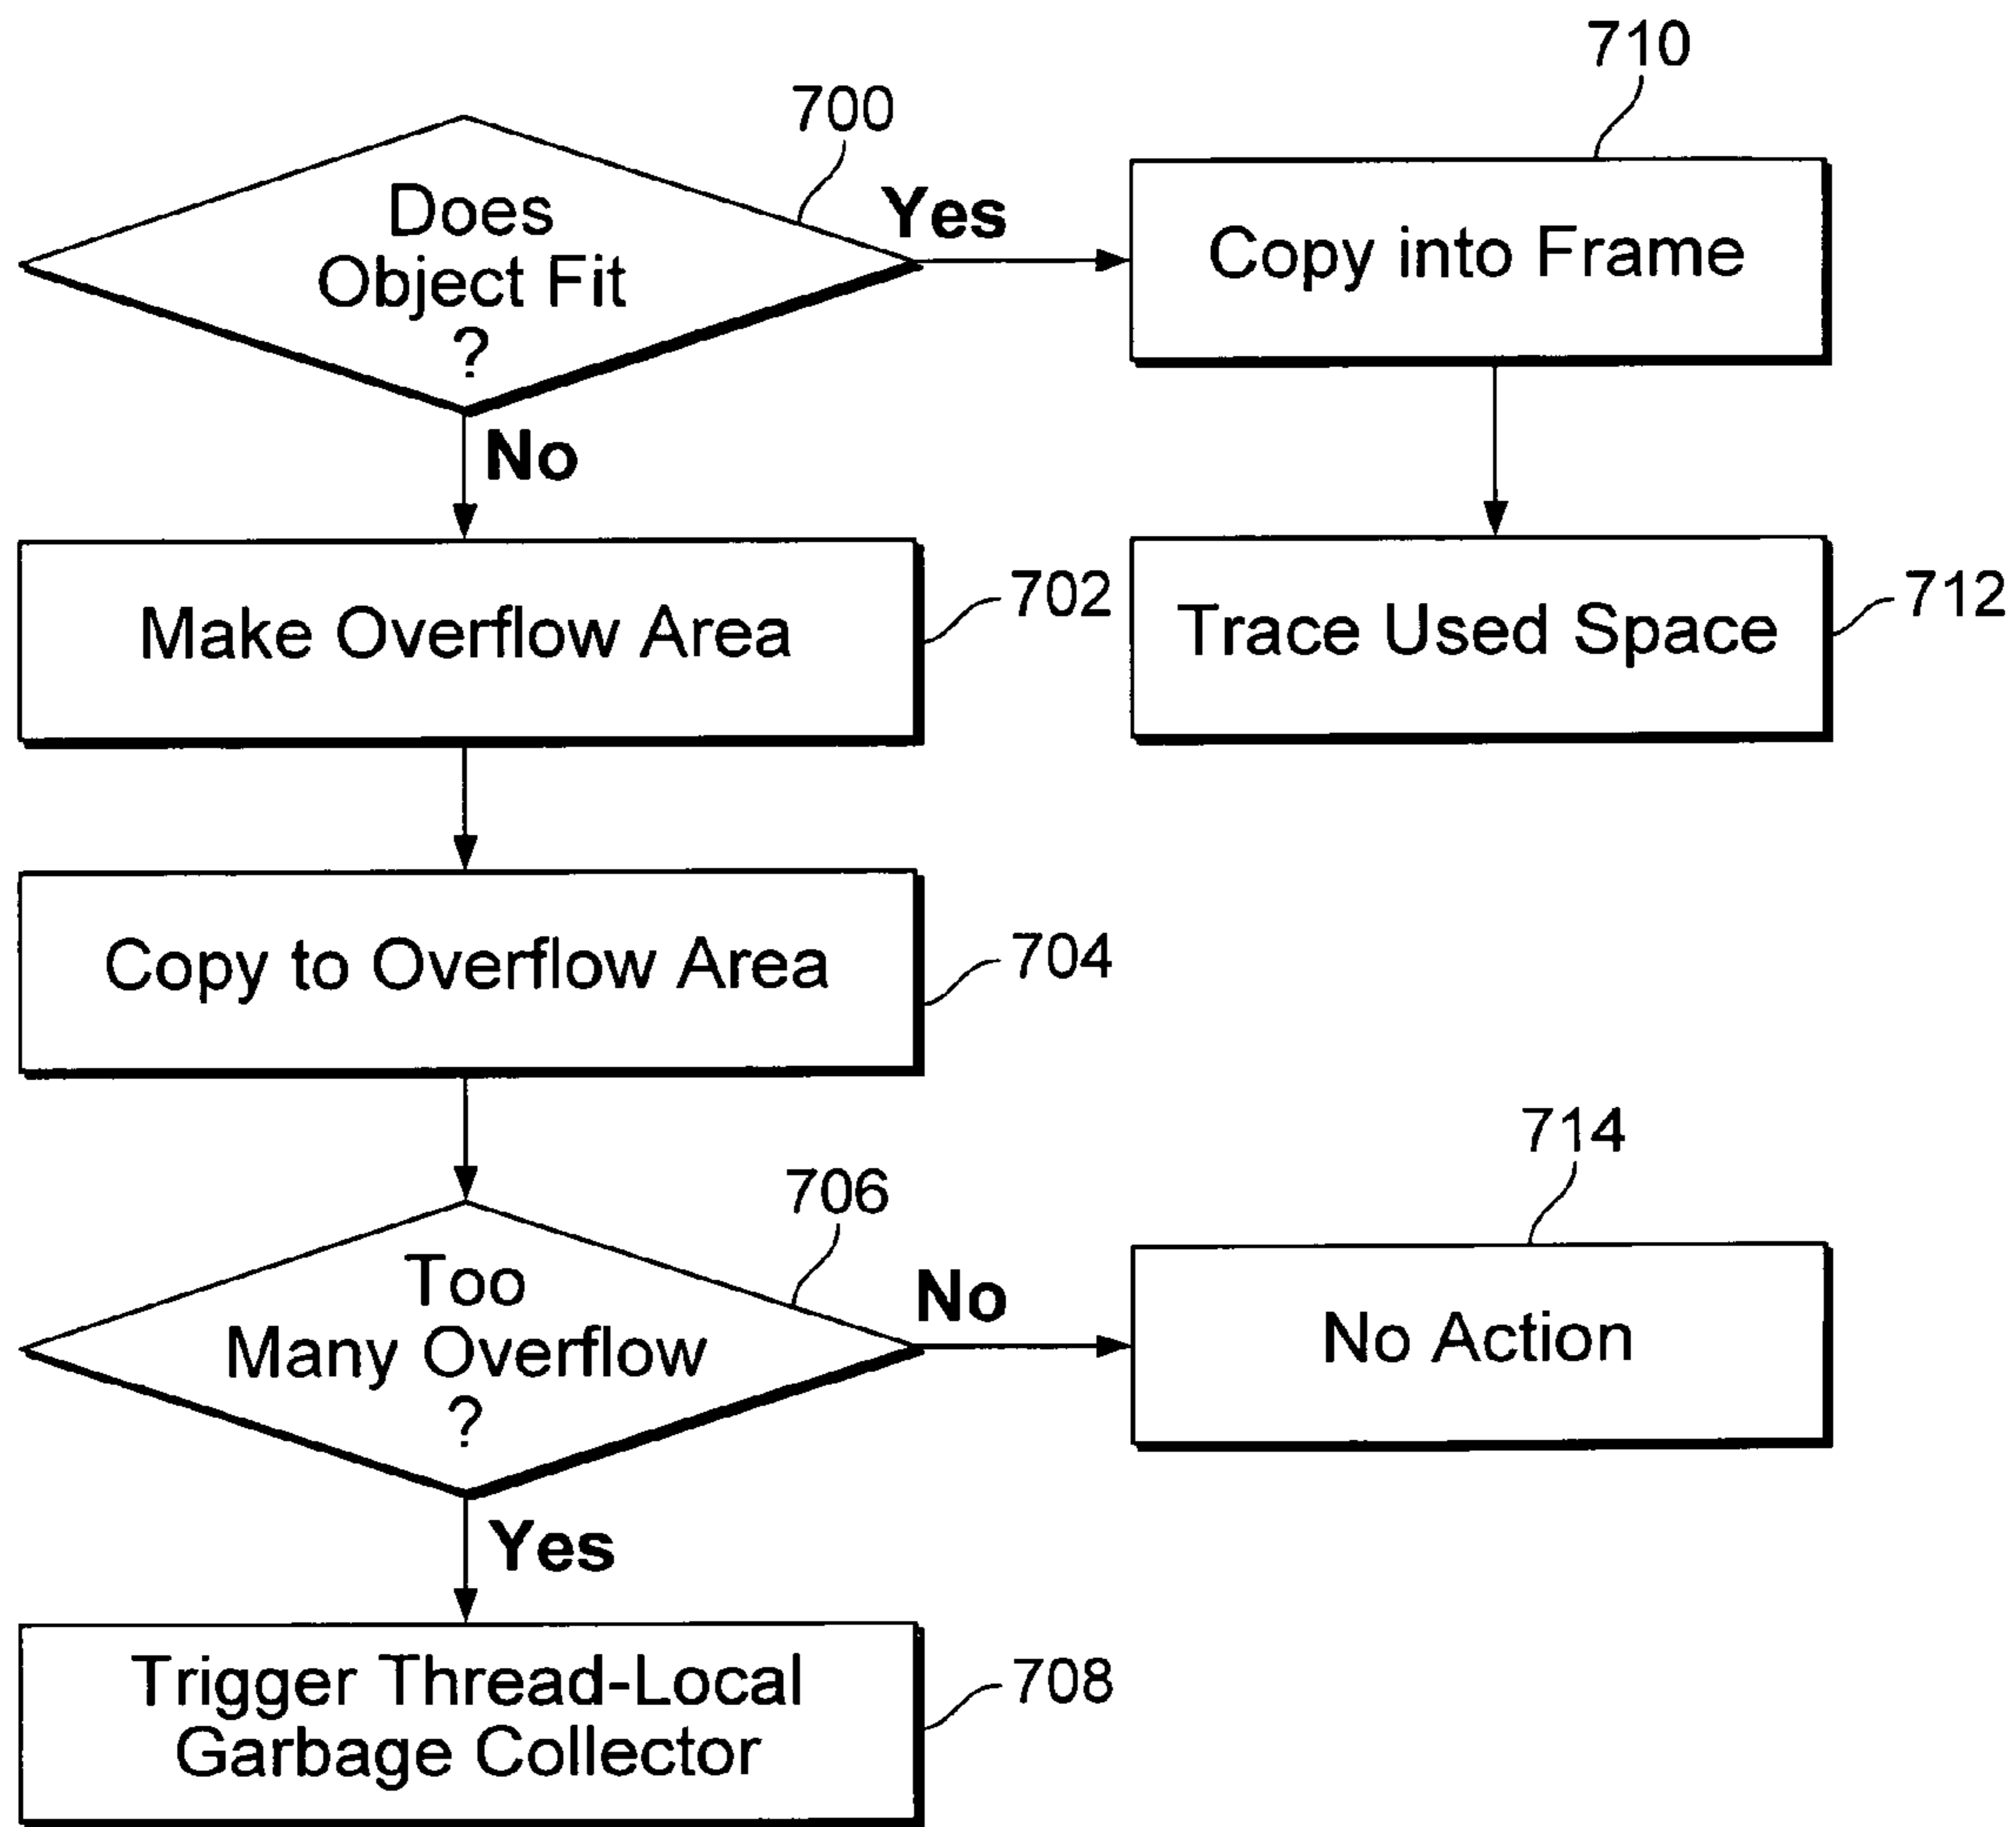 710
700
Does
Object Fit
?
Yes
Copy into Frame
No
Make Overflow Area
702
Trace Used Space
712
Copy to Overflow Area
704
714
706
Too
Many Overflow
?
No
No Action
Yes
Trigger Thread-Local
Garbage Collector
708